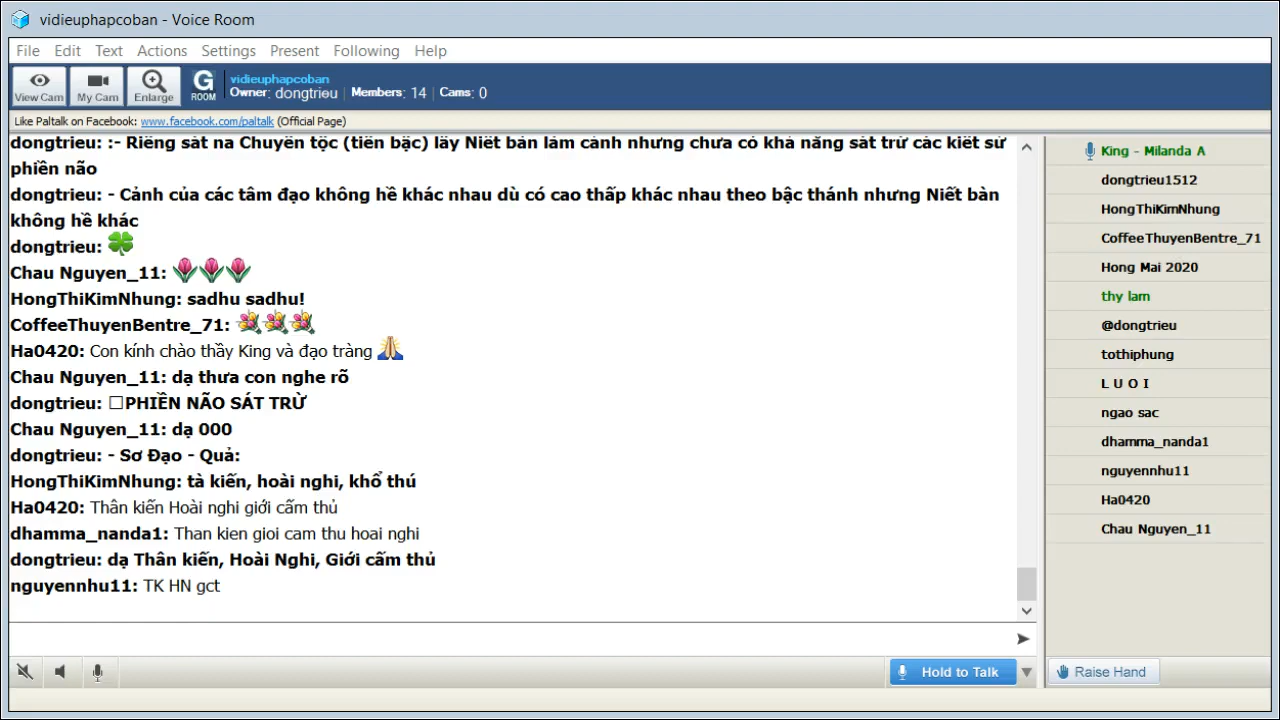 vidieuphapcoban - Voice Room
File Edit Text Actions Settings Present Following Help
View Cam My Cam Enlarge G ROOM
vidieuphapcoban
Owner: dongtrieu | Members: 14 | Cams: 0
Like Paltalk on Facebook: www.facebook.com/paltalk (Official Page)
dongtrieu: :- Riêng sát na Chuyển tộc (tiến bậc) lấy Niết bàn làm cảnh nhưng chưa có khả năng sát trừ các kiết sử
phiền não
dongtrieu: - Cảnh của các tâm đạo không hề khác nhau dù có cao thấp khác nhau theo bậc thánh nhưng Niết bàn
không hề khác
dongtrieu:
Chau Nguyen_11:
HongThiKimNhung: sadhu sadhu!
CoffeeThuyenBentre_71:
Ha0420: Con kính chào thầy King và đạo tràng
Chau Nguyen_11: dạ thưa con nghe rõ
dongtrieu: □PHIỀN NÃO SÁT TRỪ
Chau Nguyen_11: dạ 000
dongtrieu: - Sơ Đạo - Quả:
HongThiKimNhung: tà kiến, hoài nghi, khổ thú
Ha0420: Thân kiến Hoài nghi giới cấm thủ
dhamma_nanda1: Than kien gioi cam thu hoai nghi
dongtrieu: dạ Thân kiến, Hoài Nghi, Giới cấm thủ
nguyennhu11: TK HN gct
King - Milanda A
dongtrieu1512
HongThiKimNhung
CoffeeThuyenBentre_71
Hong Mai 2020
thy lam
@dongtrieu
tothiphung
L U O I
ngao sac
dhamma_nanda1
nguyennhu11
Ha0420
Chau Nguyen_11
Hold to Talk
Raise Hand